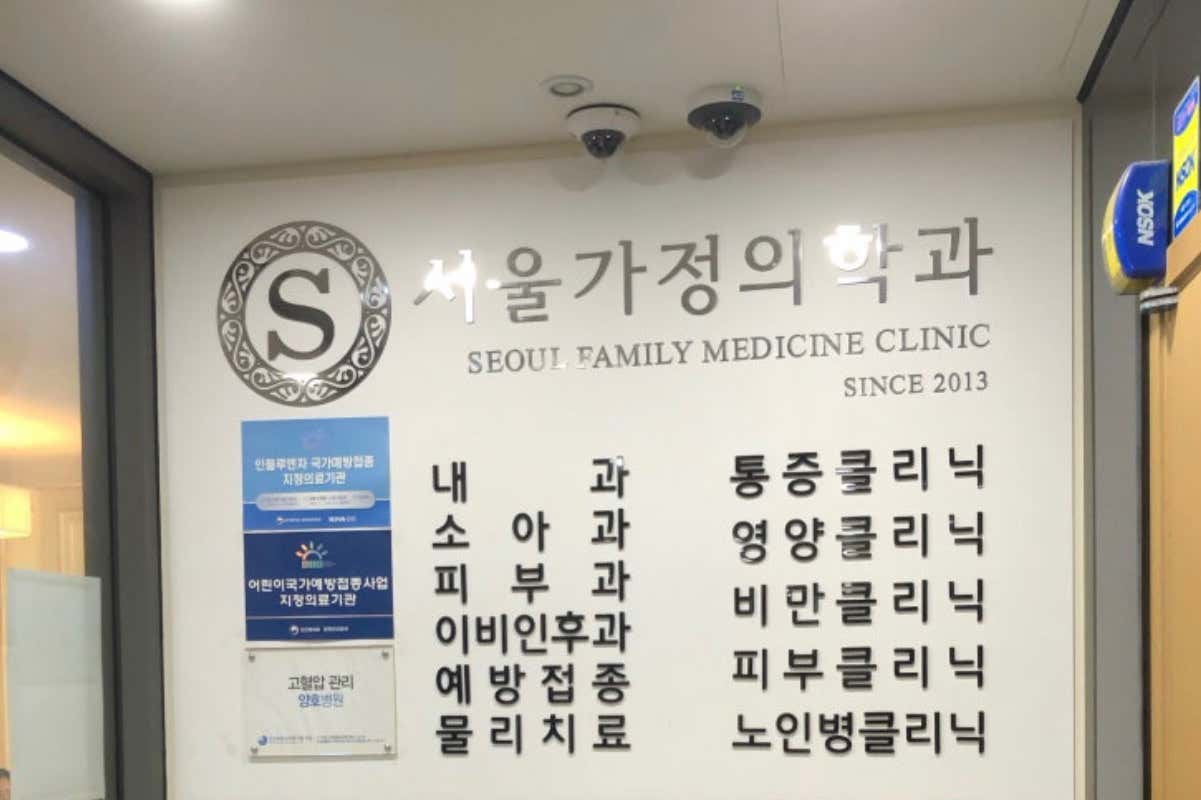 S
서울가정의학과
SEOUL FAMILY MEDICINE CLINIC
SINCE 2013
인플루엔자 국가예방접종
지정의료기관
어린이국가예방접종사업
지정의료기관
고혈압 관리
양호병원
내 과
소 아 과
피 부 과
이비인후과
예방접종
물리치료
통증클리닉
영양클리닉
비만클리닉
피부클리닉
노인병클리닉
NSOK
NSOK